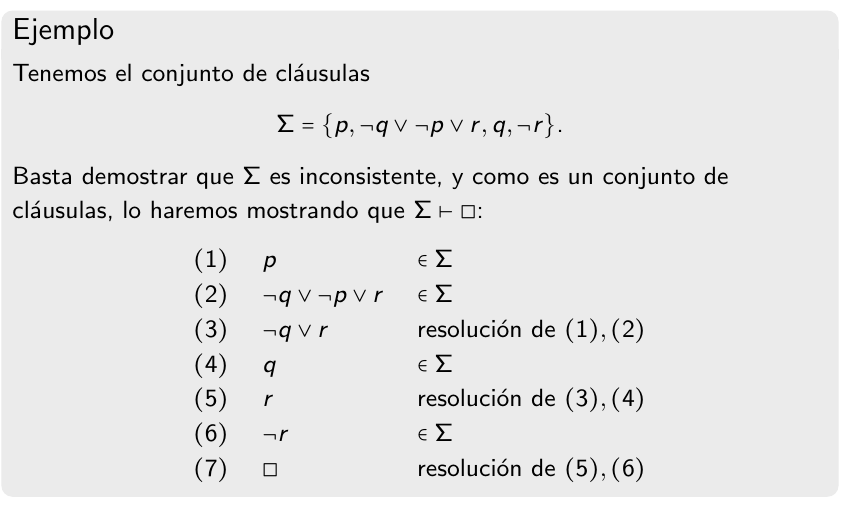 Ejemplo
Tenemos el conjunto de cláusulas
Σ = {p, ¬q ∨ ¬p ∨ r, q, ¬r}.
Basta demostrar que Σ es inconsistente, y como es un conjunto de
cláusulas, lo haremos mostrando que Σ ⊢ □:
(1) p ∈ Σ
(2) ¬q ∨ ¬p ∨ r ∈ Σ
(3) ¬q ∨ r resolución de (1), (2)
(4) q ∈ Σ
(5) r resolución de (3), (4)
(6) ¬r ∈ Σ
(7) □ resolución de (5), (6)